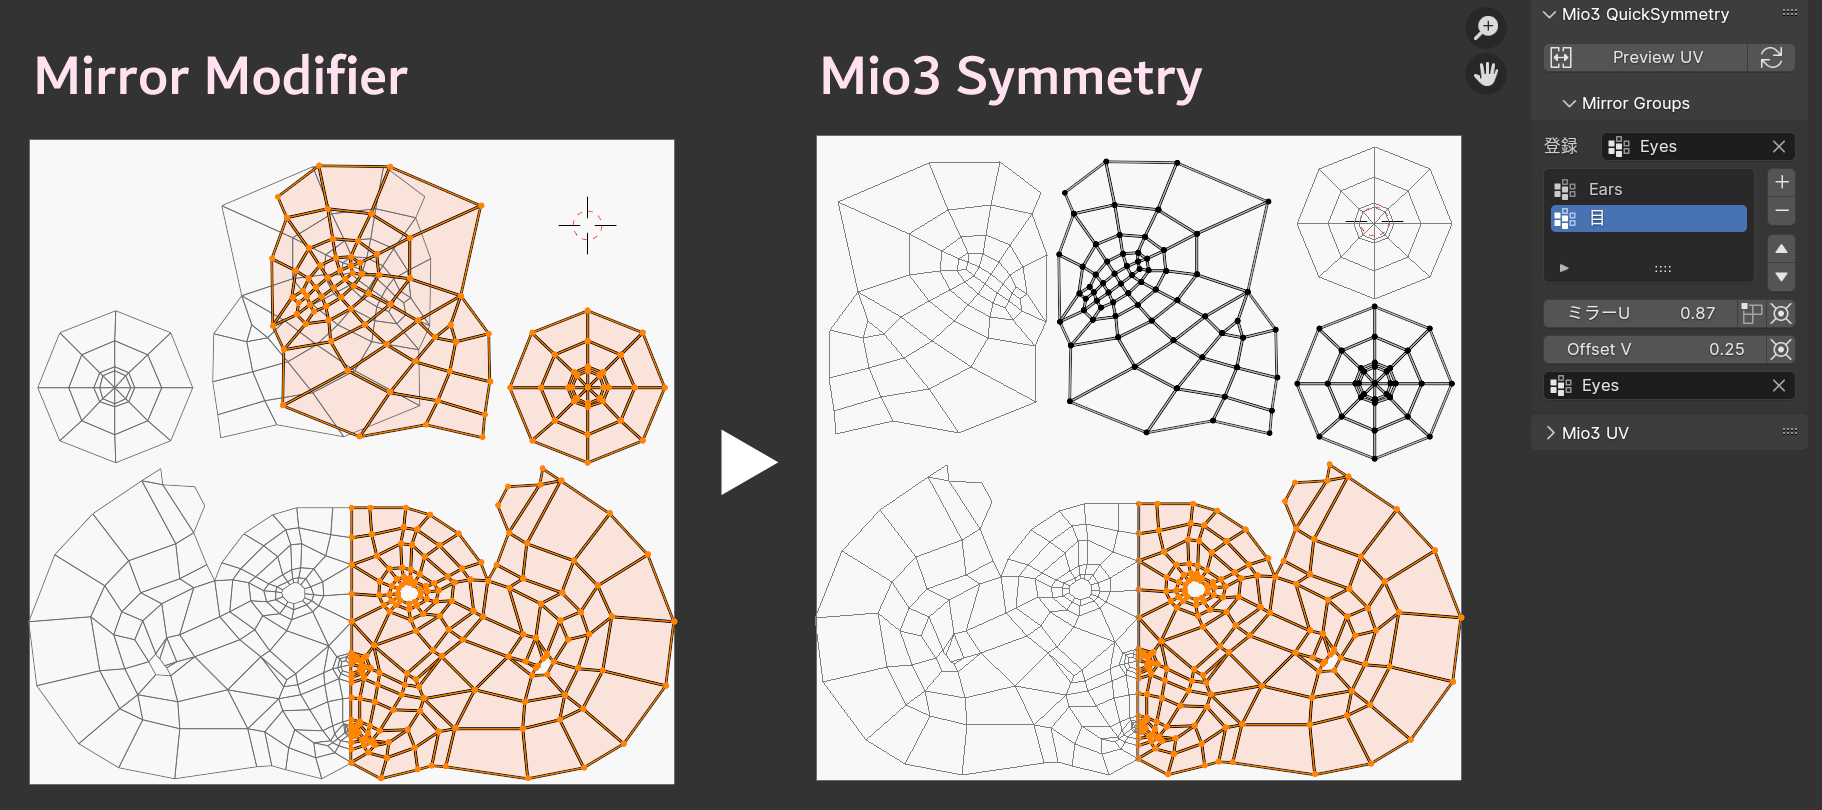 Mirror Modifier
Mio3 Symmetry
Mio3 QuickSymmetry
Preview UV
Mirror Groups
登録 Eyes
Ears
目
ミラーU 0.87
Offset V 0.25
Eyes
Mio3 UV